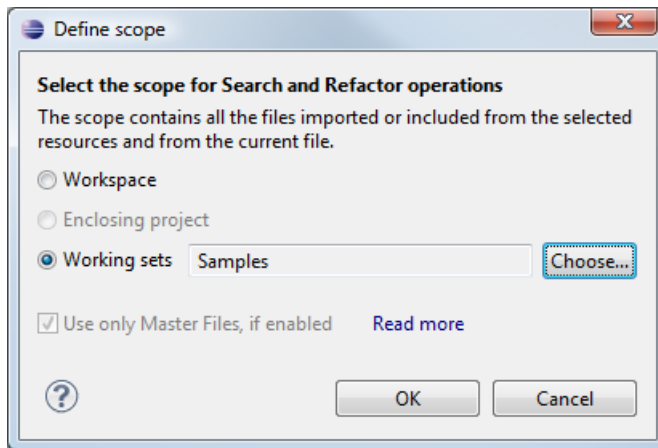 Define scope
Select the scope for Search and Refactor operations
The scope contains all the files imported or included from the selected
resources and from the current file.
Workspace
Enclosing project
Working sets Samples Choose...
Use only Master Files, if enabled Read more
? OK Cancel